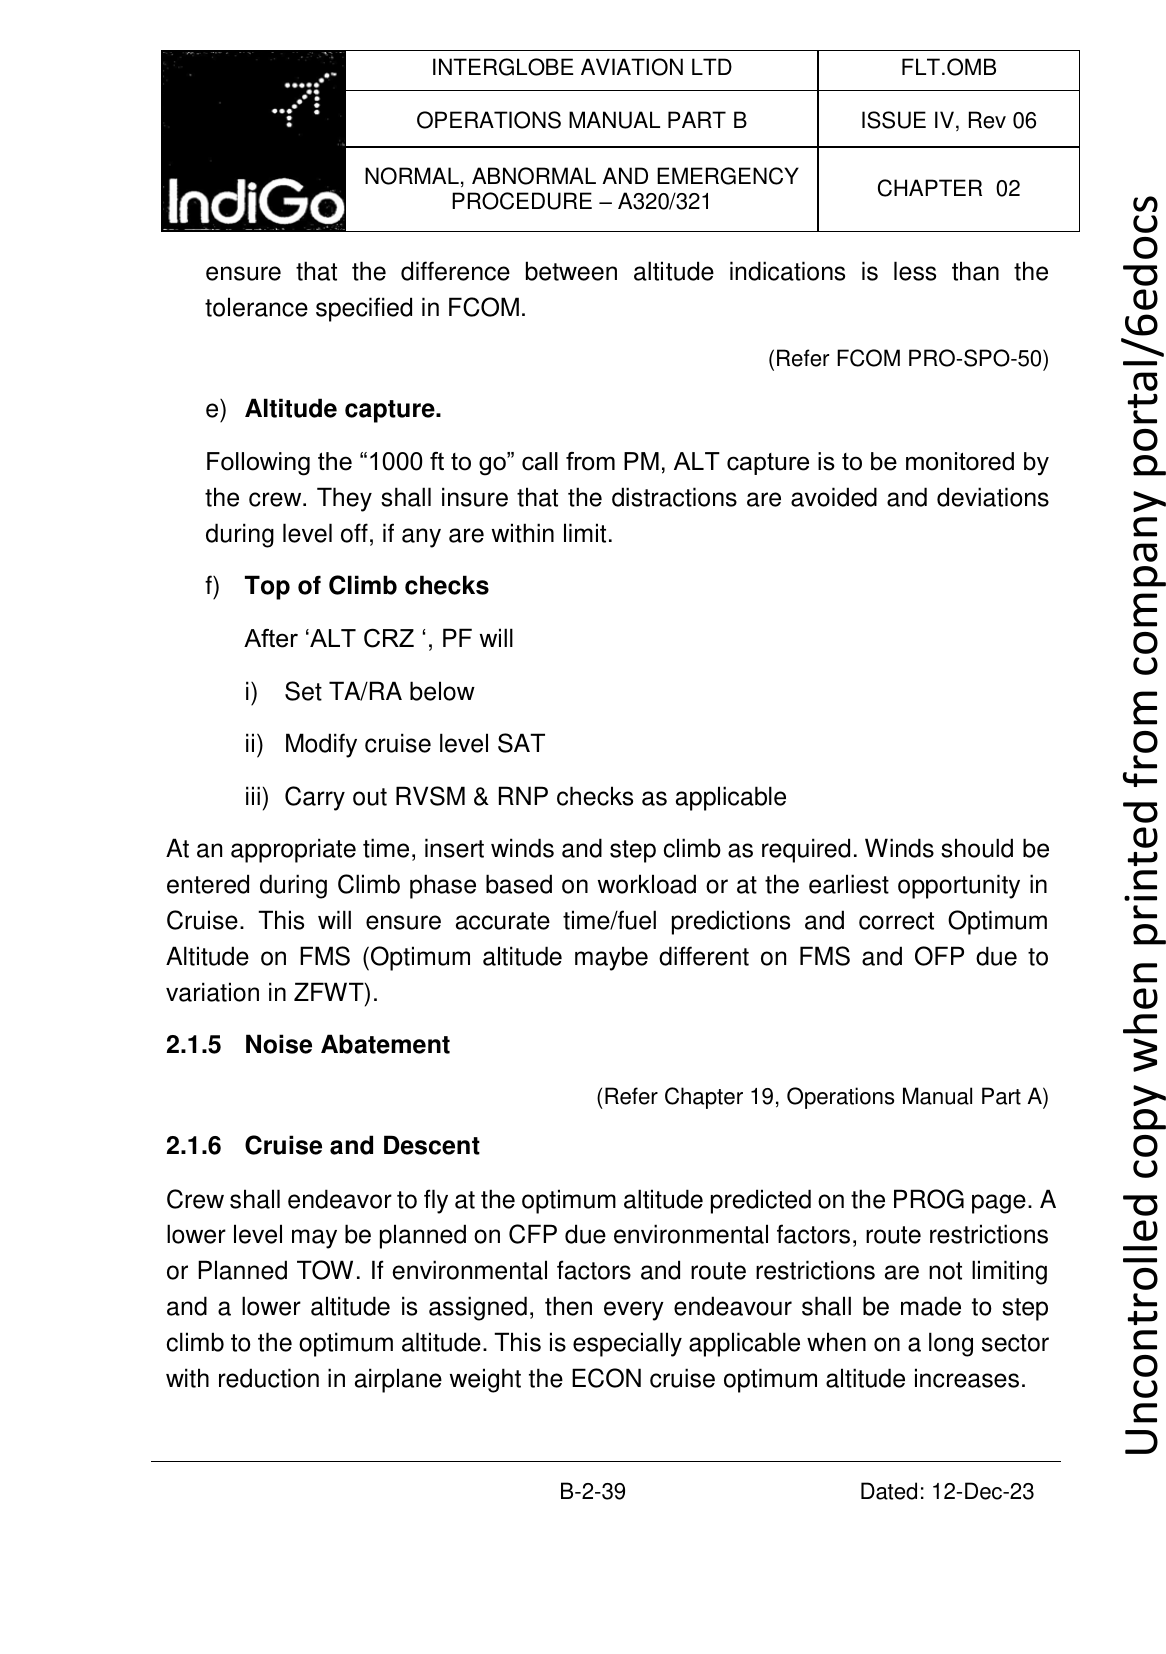 IndiGo
INTERGLOBE AVIATION LTD
FLT.OMB
OPERATIONS MANUAL PART B
ISSUE IV, Rev 06
NORMAL, ABNORMAL AND EMERGENCY
PROCEDURE – A320/321
CHAPTER 02
ensure that the difference between altitude indications is less than the
tolerance specified in FCOM.
(Refer FCOM PRO-SPO-50)
e) Altitude capture.
Following the “1000 ft to go” call from PM, ALT capture is to be monitored by
the crew. They shall insure that the distractions are avoided and deviations
during level off, if any are within limit.
f) Top of Climb checks
After ‘ALT CRZ ‘, PF will
i) Set TA/RA below
ii) Modify cruise level SAT
iii) Carry out RVSM & RNP checks as applicable
At an appropriate time, insert winds and step climb as required. Winds should be
entered during Climb phase based on workload or at the earliest opportunity in
Cruise. This will ensure accurate time/fuel predictions and correct Optimum
Altitude on FMS (Optimum altitude maybe different on FMS and OFP due to
variation in ZFWT).
2.1.5 Noise Abatement
(Refer Chapter 19, Operations Manual Part A)
2.1.6 Cruise and Descent
Crew shall endeavor to fly at the optimum altitude predicted on the PROG page. A
lower level may be planned on CFP due environmental factors, route restrictions
or Planned TOW. If environmental factors and route restrictions are not limiting
and a lower altitude is assigned, then every endeavour shall be made to step
climb to the optimum altitude. This is especially applicable when on a long sector
with reduction in airplane weight the ECON cruise optimum altitude increases.
B-2-39
Dated: 12-Dec-23
Uncontrolled copy when printed from company portal/6edocs